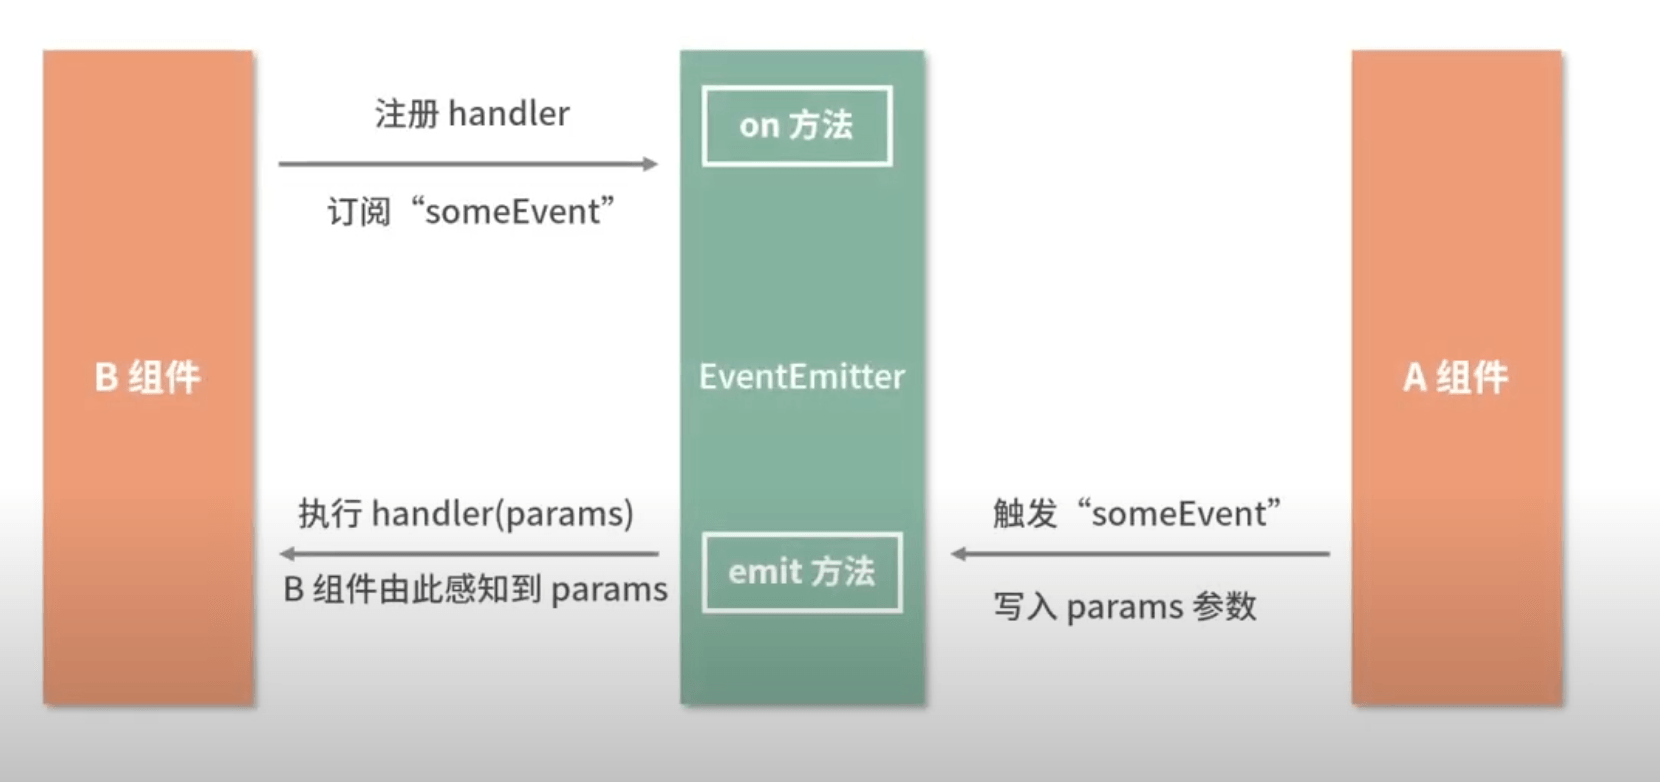 注册 handler
on 方法
订阅“someEvent”
B 组件
EventEmitter
A 组件
执行 handler(params)
触发“someEvent”
emit 方法
B 组件由此感知到 params
写入 params 参数